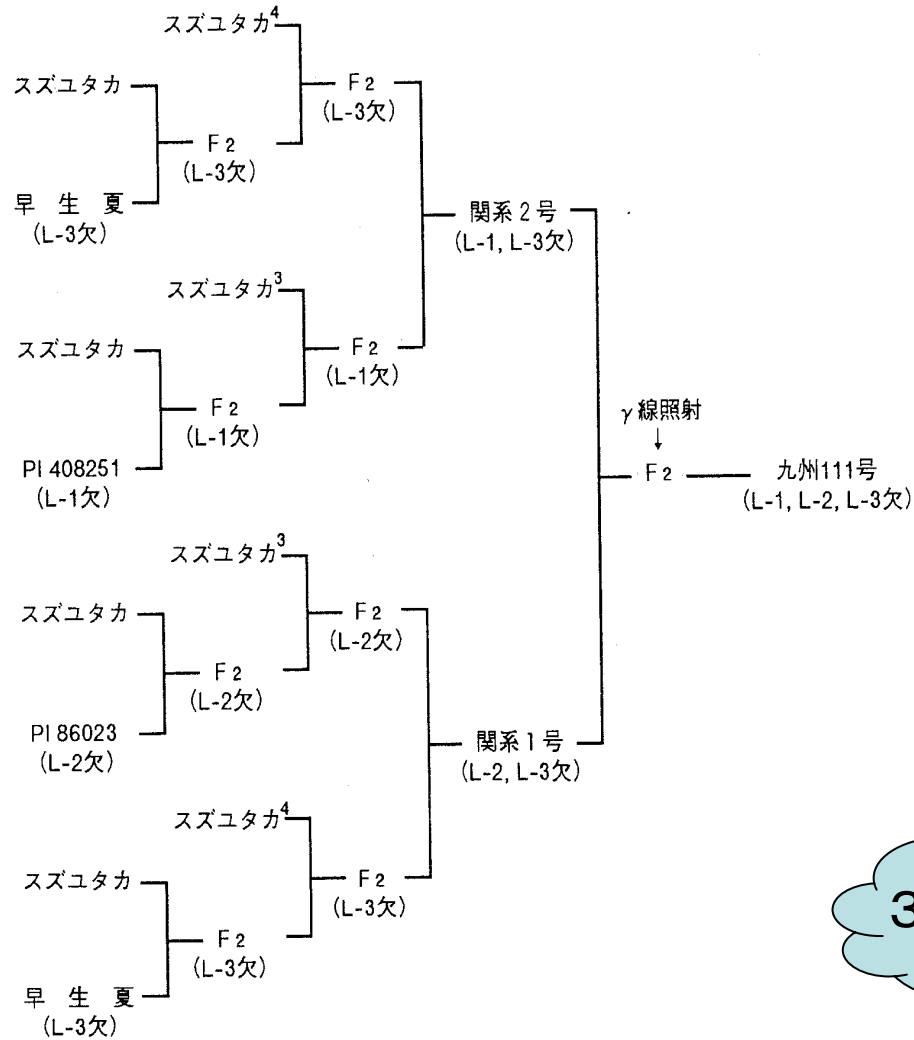 スズユタカ4
スズユタカ
F2
(L-3欠)
F2
(L-3欠)
早 生 夏
(L-3欠)
関系2号
(L-1, L-3欠)
スズユタカ3
スズユタカ
F2
(L-1欠)
F2
(L-1欠)
PI 408251
(L-1欠)
γ線照射
↓
F2
九州111号
(L-1, L-2, L-3欠)
スズユタカ3
スズユタカ
F2
(L-2欠)
F2
(L-2欠)
PI 86023
(L-2欠)
関系1号
(L-2, L-3欠)
スズユタカ4
スズユタカ
F2
(L-3欠)
F2
(L-3欠)
早 生 夏
(L-3欠)
3